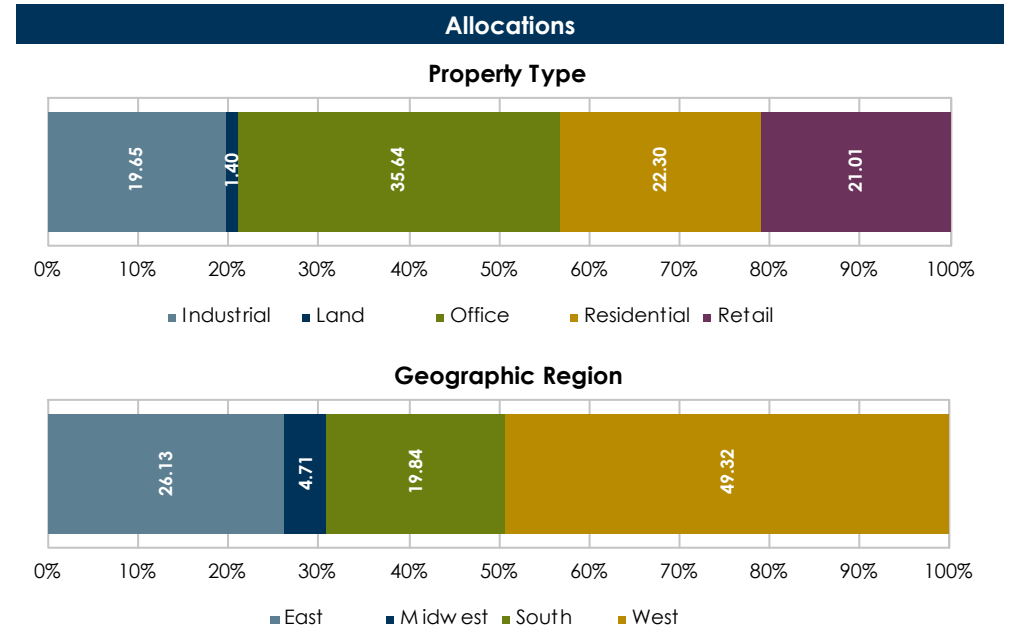 Allocations
Property Type
19.65 1.40 35.64 22.30 21.01
0% 10% 20% 30% 40% 50% 60% 70% 80% 90% 100%
Industrial Land Office Residential Retail
Geographic Region
26.13 4.71 19.84 49.32
0% 10% 20% 30% 40% 50% 60% 70% 80% 90% 100%
East Midwest South West